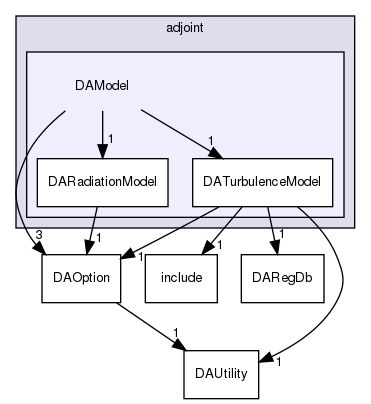 adjoint
DAModel
1
1
DARadiationModel
DATurbulenceModel
3
1
1
1
1
DAOption
include
DARegDb
1
1
DAUtility